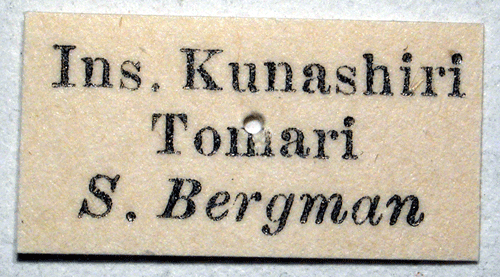 Ins. Kunashiri
Tomari
S. Bergman